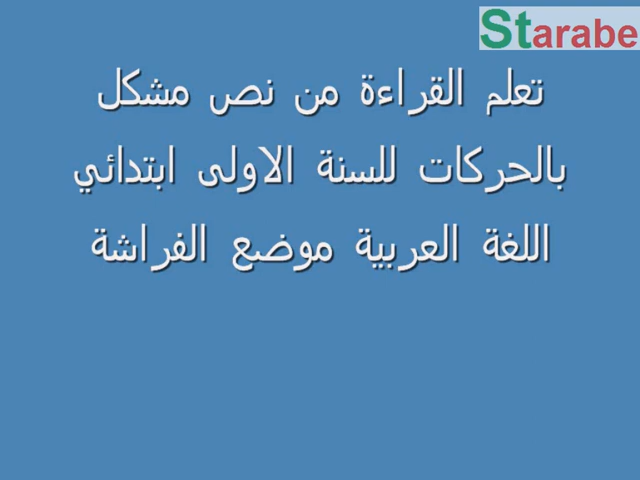 Starabe
تعلم القراءة من نص مشكل
بالحركات للسنة الاولى ابتدائي
اللغة العربية موضع الفراشة